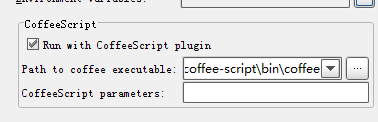 Environment variables:
CoffeeScript
Run with CoffeeScript plugin
Path to coffee executable: coffee-script\bin\coffee ...
CoffeeScript parameters: